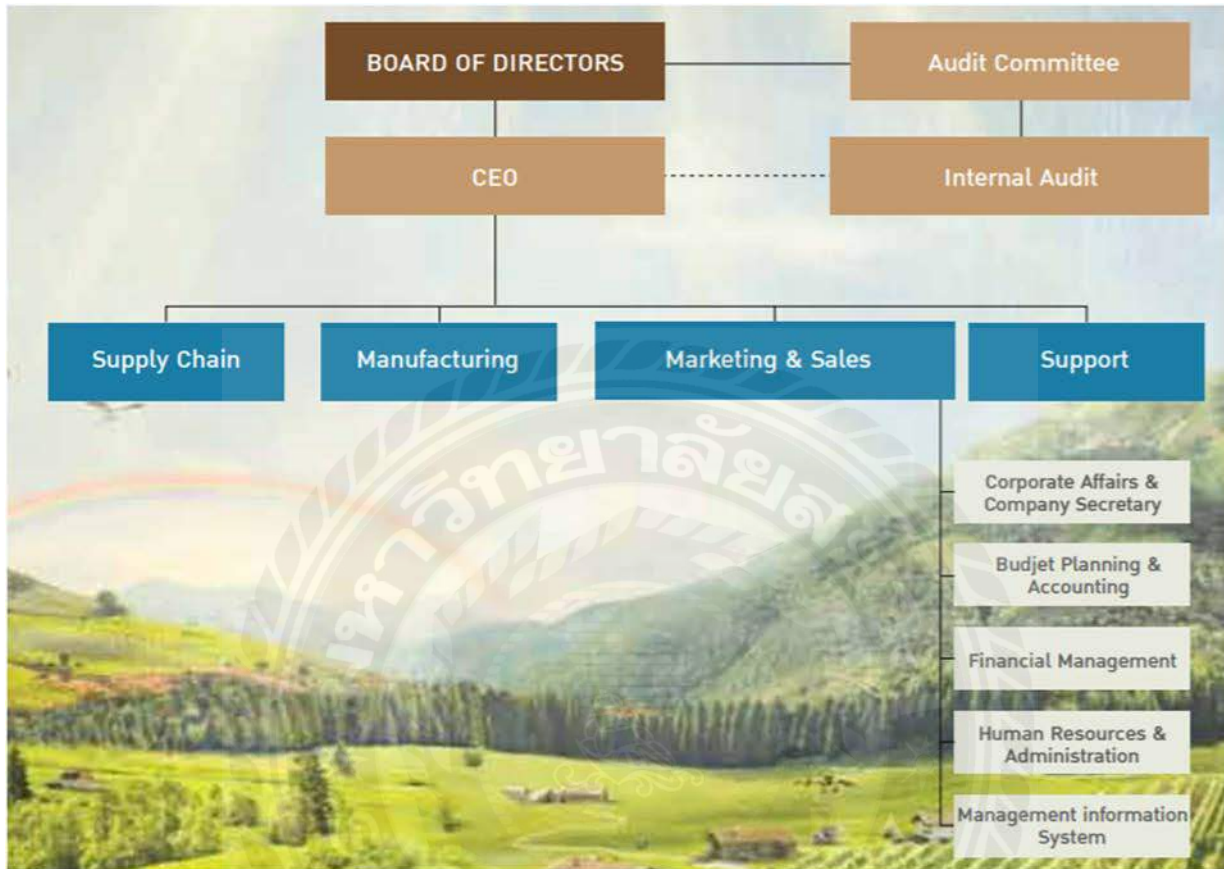 BOARD OF DIRECTORS
Audit Committee
CEO
Internal Audit
Supply Chain
Manufacturing
Marketing & Sales
Support
Corporate Affairs &
Company Secretary
Budjet Planning &
Accounting
Financial Management
Human Resources &
Administration
Management information
System